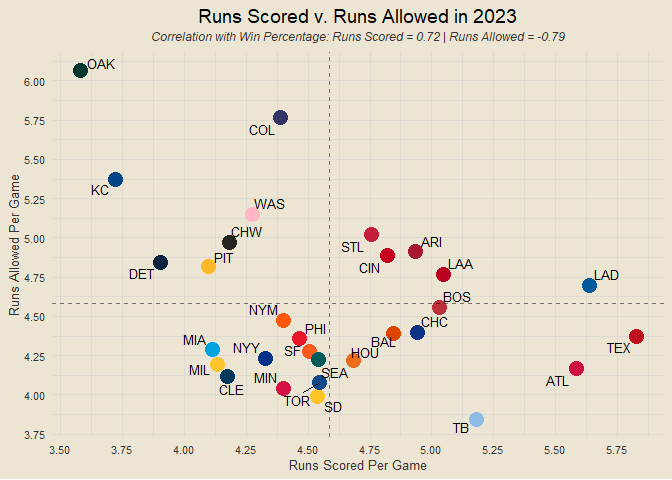 Runs Scored v. Runs Allowed in 2023
Correlation with Win Percentage: Runs Scored = 0.72 | Runs Allowed = -0.79
OAK
6.00
COL
5.75
5.50
KC
5.25
WAS
CHW
5.00
STL
ARI
PIT
CIN
LAA
DET
LAD
4.75
BOS
NYM
4.50
PHI
CHC
MIA
NYY
SF
BAL
HOU
TEX
4.25
MIL
MIN
SEA
ATL
CLE
4.00
TOR
SD
TB
3.75
3.50
3.75
4.00
4.25
4.50
4.75
5.00
5.25
5.50
5.75
Runs Scored Per Game
Runs Allowed Per Game